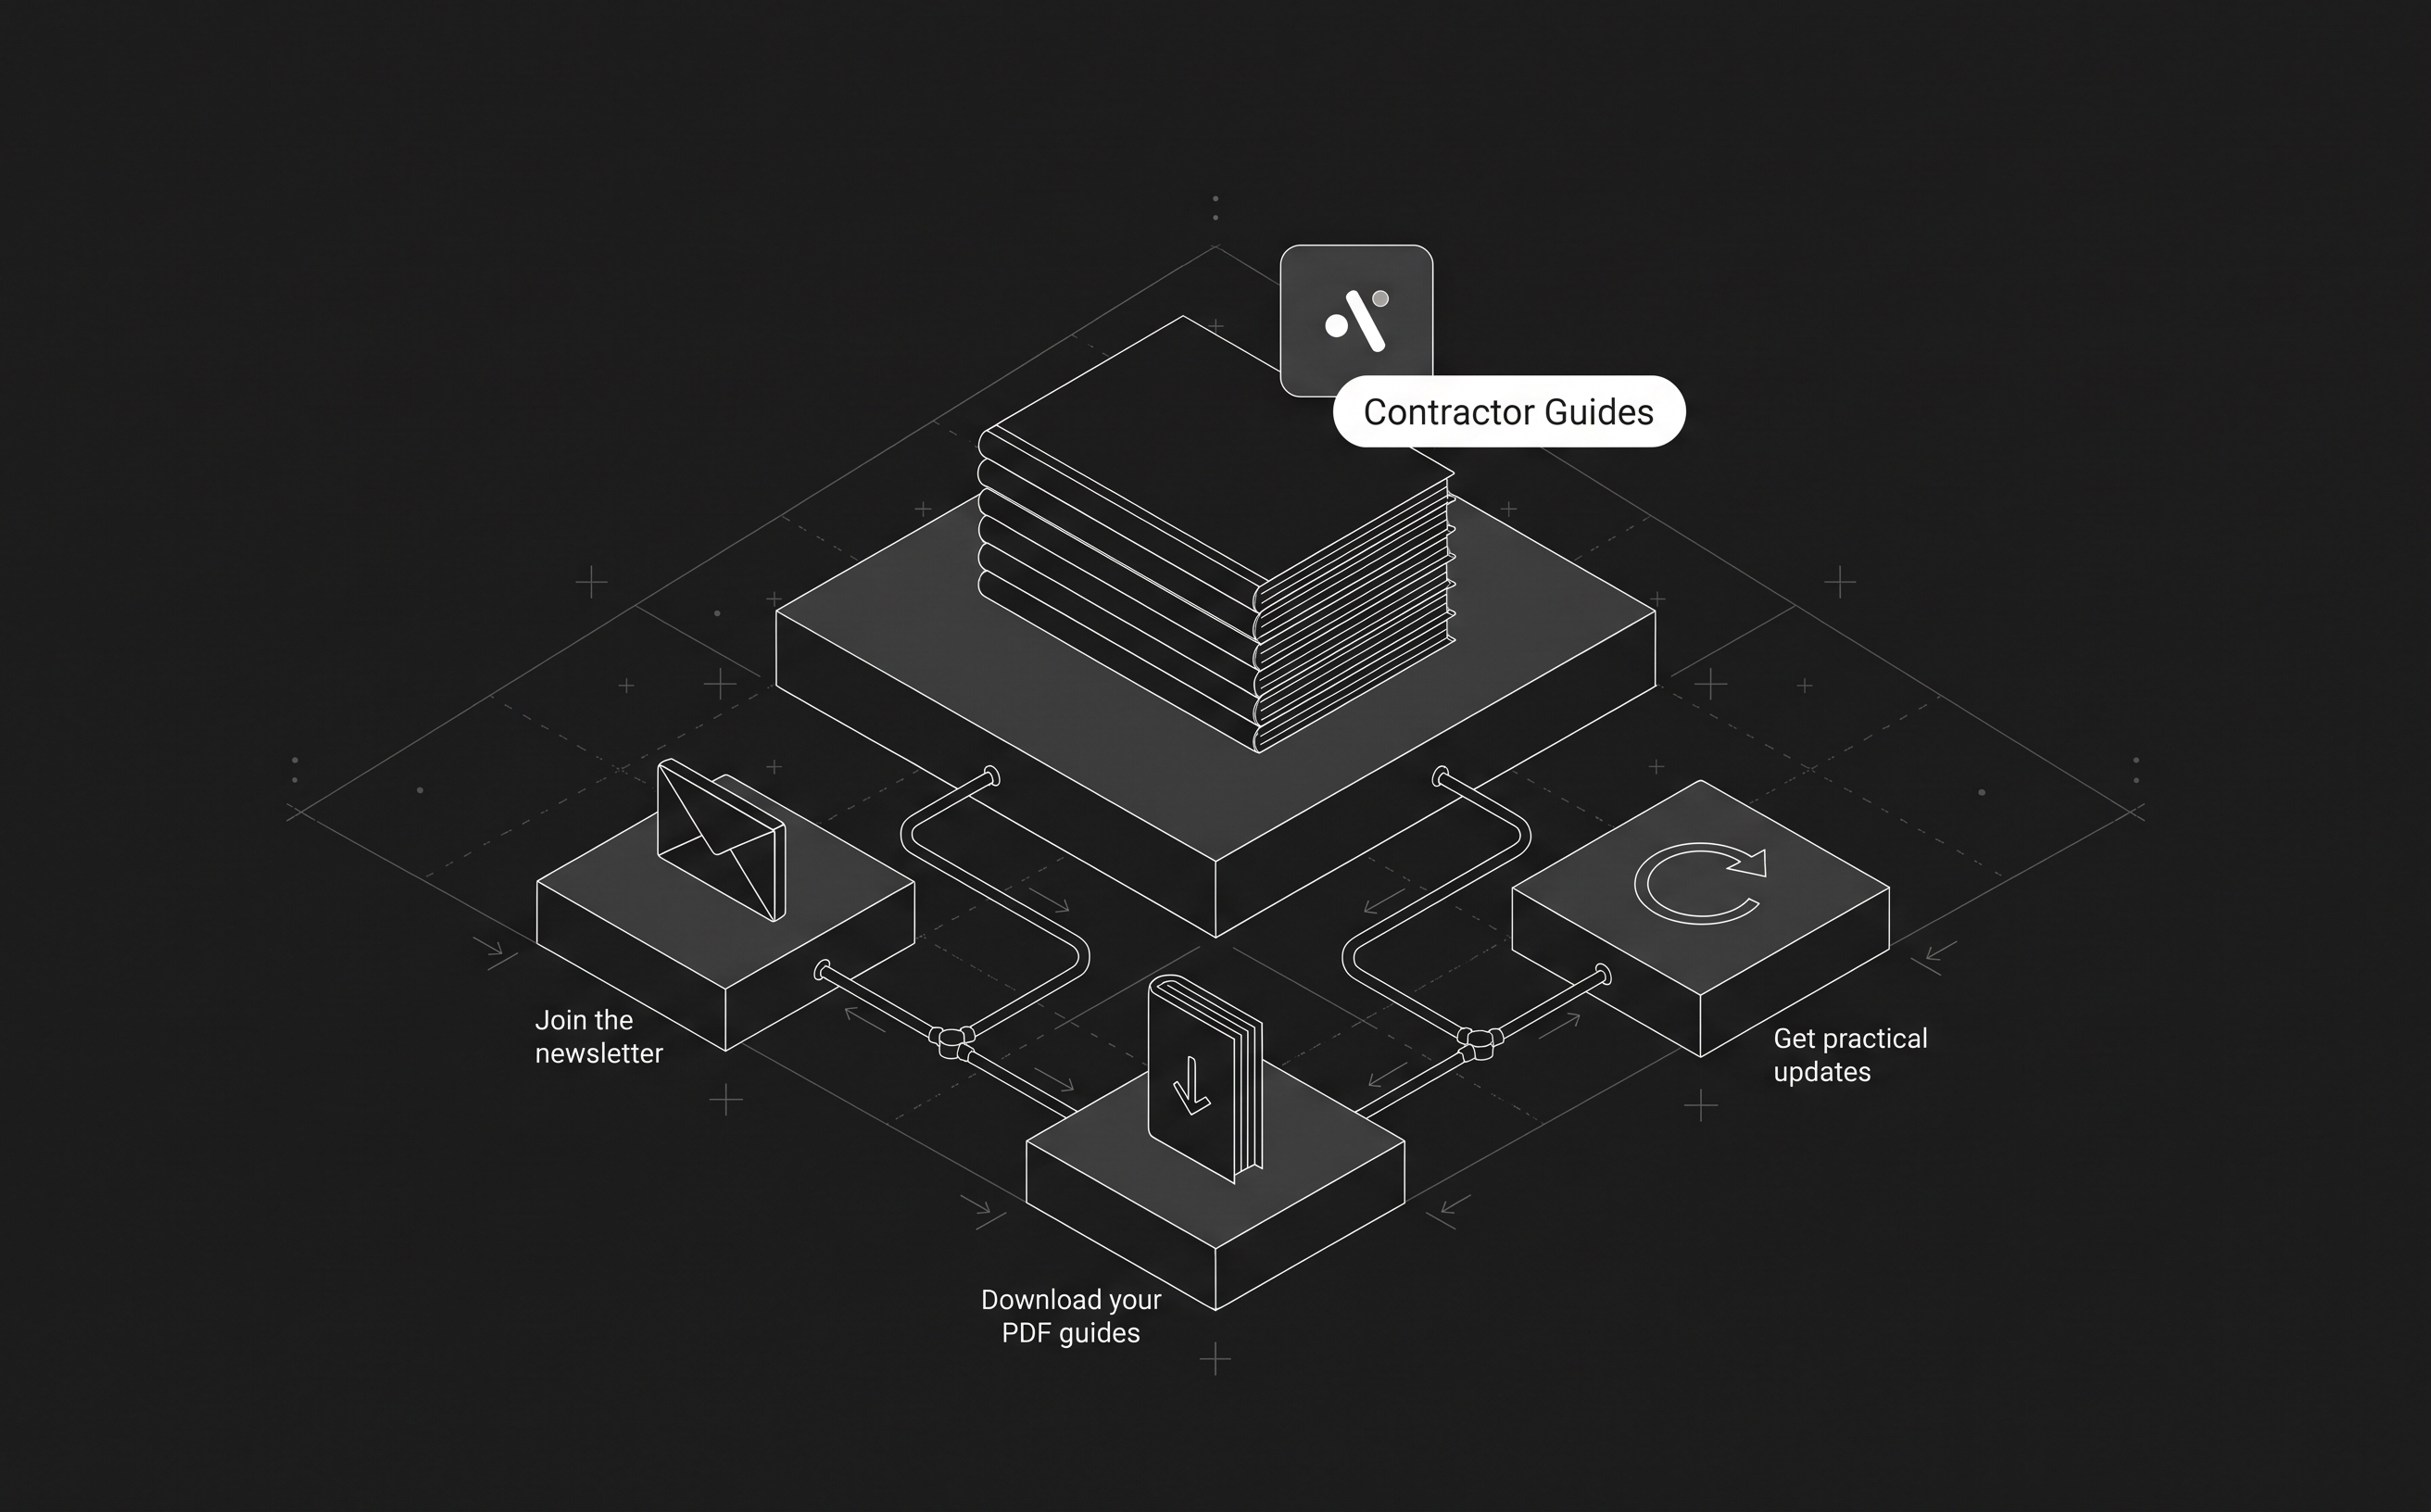 Contractor Guides
Join the
newsletter
Get practical
updates
Download your
PDF guides